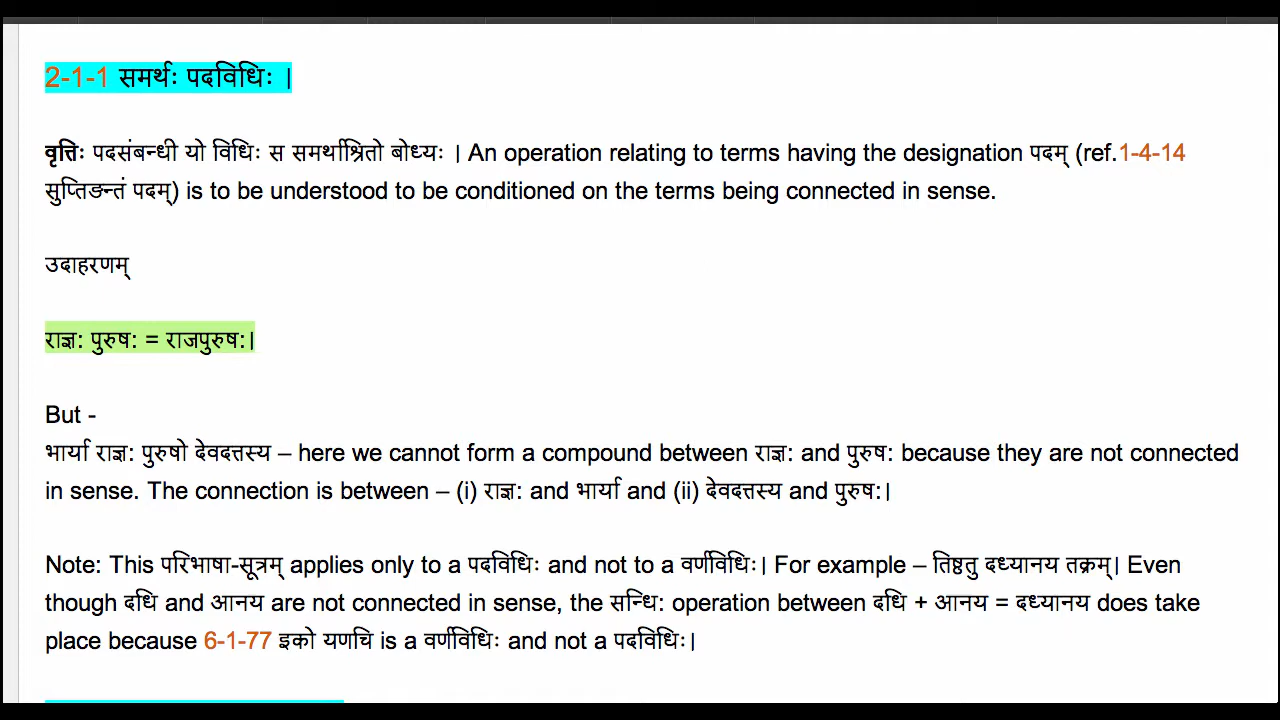 2-1-1 समर्थः पदविधिः ।
वृत्तिः पदसंबन्धी यो विधिः स समर्थाश्रितो बोध्यः । An operation relating to terms having the designation पदम् (ref.1-4-14
सुप्तिङन्तं पदम्) is to be understood to be conditioned on the terms being connected in sense.
उदाहरणम्
राज्ञ: पुरुष: = राजपुरुष:।
But -
भार्या राज्ञ: पुरुषो देवदत्तस्य – here we cannot form a compound between राज्ञ: and पुरुष: because they are not connected
in sense. The connection is between – (i) राज्ञ: and भार्या and (ii) देवदत्तस्य and पुरुष:।
Note: This परिभाषा-सूत्रम् applies only to a पदविधिः and not to a वर्णविधिः। For example – तिष्ठतु दध्यानय तक्रम्। Even
though दधि and आनय are not connected in sense, the सन्धि: operation between दधि + आनय = दध्यानय does take
place because 6-1-77 इको यणचि is a वर्णविधिः and not a पदविधिः।